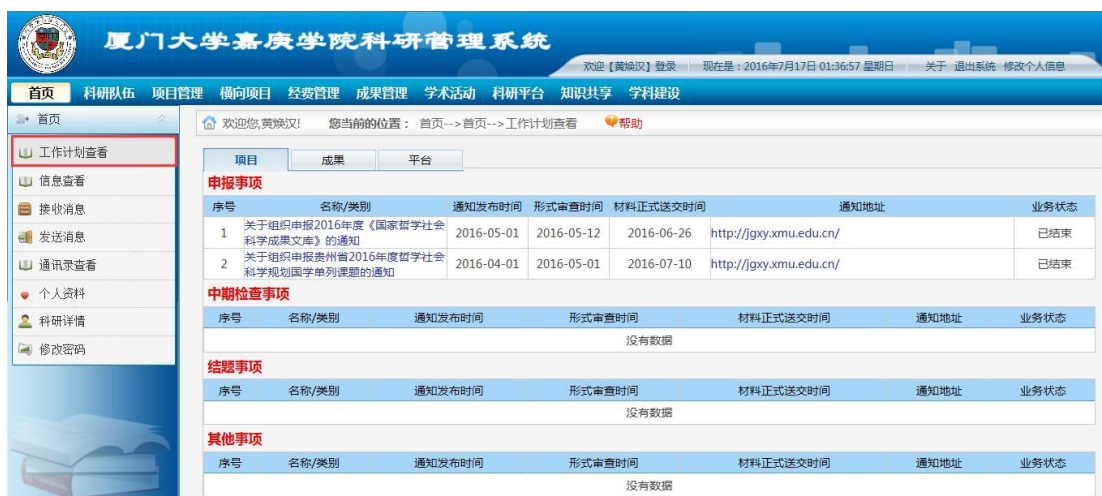 厦门大学嘉庚学院科研管理系统
欢迎【黄焕汉】登录 现在是：2016年7月17日 01:36:57 星期日 关于 退出系统 修改个人信息
首页 科研队伍 项目管理 横向项目 经费管理 成果管理 学术活动 科研平台 知识共享 学科建设
首页
工作计划查看
信息查看
接收消息
发送消息
通讯录查看
个人资料
科研详情
修改密码
欢迎您,黄焕汉! 您当前的位置： 首页-->首页-->工作计划查看 帮助
项目 成果 平台
申报事项
序号 名称/类别 通知发布时间 形式审查时间 材料正式送交时间 通知地址 业务状态
1 关于组织申报2016年度《国家哲学社会
科学成果文库》的通知 2016-05-01 2016-05-12 2016-06-26 http://jgxy.xmu.edu.cn/ 已结束
2 关于组织申报贵州省2016年度哲学社会
科学规划国学单列课题的通知 2016-04-01 2016-05-01 2016-07-10 http://jgxy.xmu.edu.cn/ 已结束
中期检查事项
序号 名称/类别 通知发布时间 形式审查时间 材料正式送交时间 通知地址 业务状态
没有数据
结题事项
序号 名称/类别 通知发布时间 形式审查时间 材料正式送交时间 通知地址 业务状态
没有数据
其他事项
序号 名称/类别 通知发布时间 形式审查时间 材料正式送交时间 通知地址 业务状态
没有数据